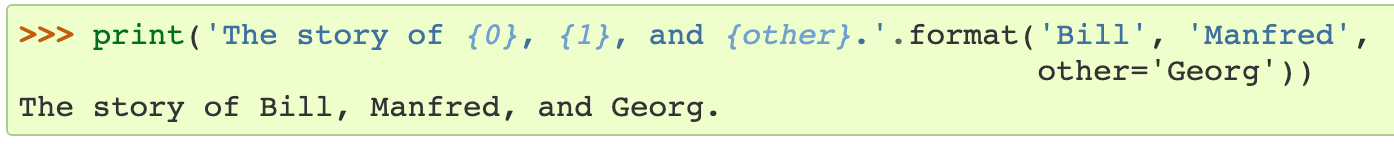 >>> print('The story of {0}, {1}, and {other}.'.format('Bill', 'Manfred',
other='Georg'))
The story of Bill, Manfred, and Georg.